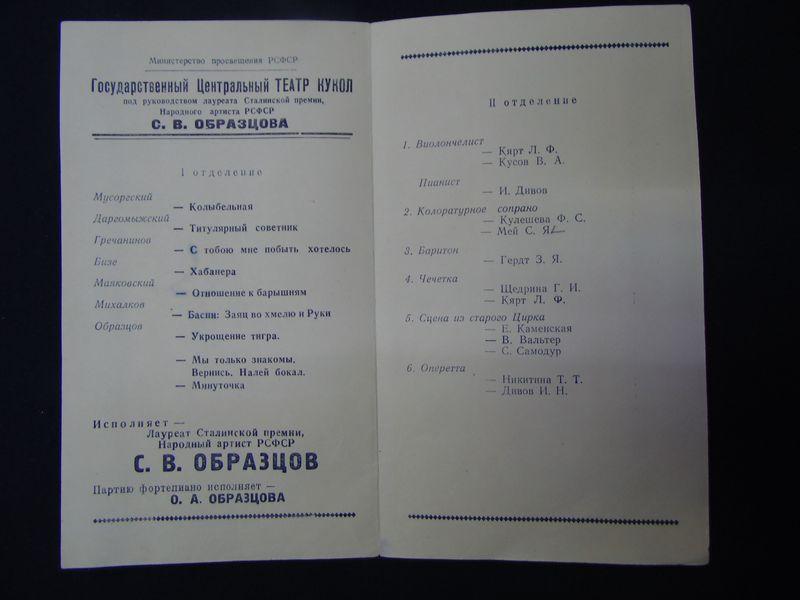 Министерство просвещения РСФСР
Государственный Центральный ТЕАТР КУКОЛ
под руководством лауреата Сталинской премии,
Народного артиста РСФСР
С. В. ОБРАЗЦОВА
I отделение
Мусоргский
— Колыбельная
Даргомыжский
— Титулярный советник
Гречанинов
— С тобою мне побыть хотелось
Бизе
— Хабанера
Маяковский
— Отношение к барышням
Михалков
— Басни: Заяц во хмелю и Руки
Образцов
— Укрощение тигра.
— Мы только знакомы.
Вернись. Налей бокал.
— Минуточка
Исполняет —
Лауреат Сталинской премии,
Народный артист РСФСР
С. В. ОБРАЗЦОВ
Партию фортепиано исполняет —
О. А. ОБРАЗЦОВА
II отделение
1. Виолончелист
— Кярт Л. Ф.
— Кусов В. А.
Пианист
— И. Дивов
2. Колоратурное сопрано
— Кулешева Ф. С.
— Мей С. Я.
3. Баритон
— Гердт З. Я.
4. Чечетка
— Щедрина Г. И.
— Кярт Л. Ф.
5. Сцена из старого Цирка
— Е. Каменская
— В. Вальтер
— С. Самодур
6. Оперетта
— Никитина Т. Т.
— Дивов И. Н.